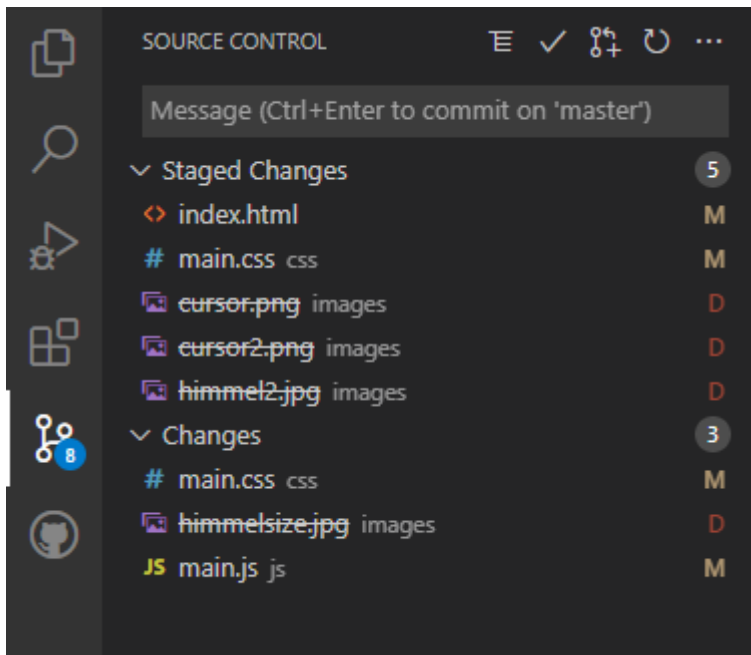 SOURCE CONTROL
Message (Ctrl+Enter to commit on 'master')
Staged Changes 5
<> index.html M
# main.css css M
cursor.png images D
cursor2.png images D
himmel2.jpg images D
Changes 3
# main.css css M
himmelsize.jpg images D
JS main.js js M
8